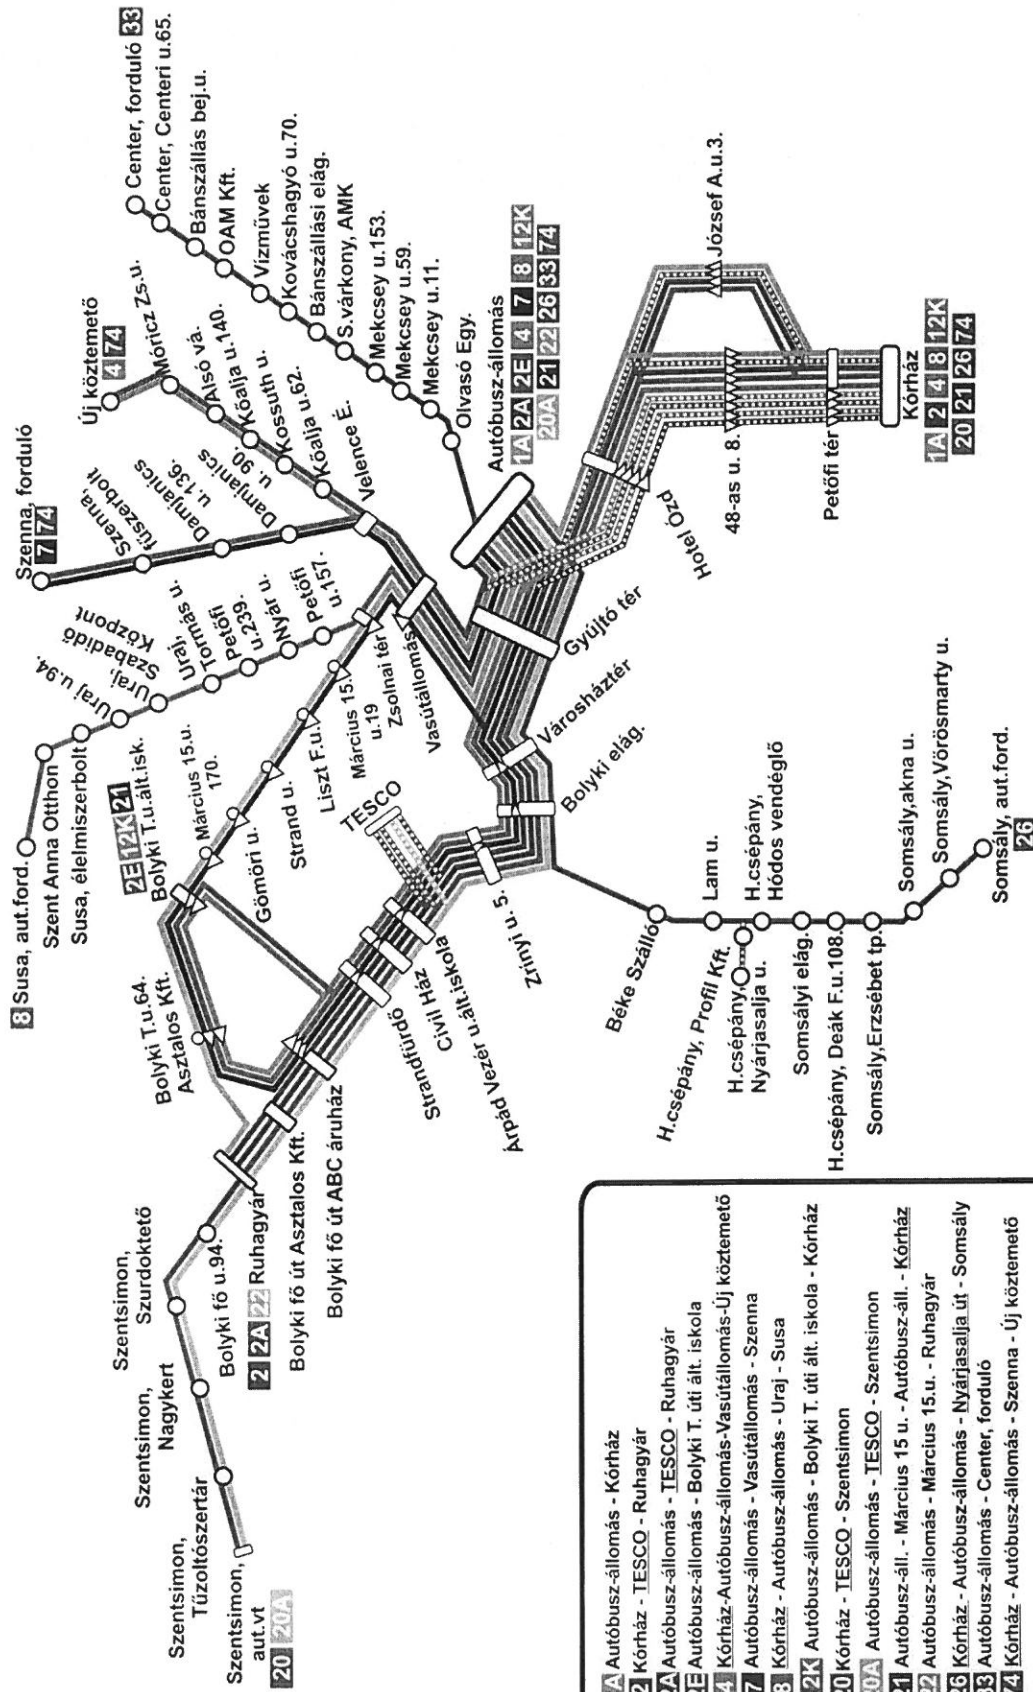 Szentsimon,
aut.vt
20 20A
Szentsimon,
Tűzoltószertár
Szentsimon,
Nagykert
Szentsimon,
Szurdoktető
Bolyki fő u.94.
2 2A 22 Ruhagyár
Bolyki fő út Asztalos Kft.
Bolyki fő út ABC áruház
Bolyki T.u.64.
Asztalos Kft.
2E 12K 21
Bolyki T.u.ált.isk.
Március 15.u.
170.
Gömöri u.
Strand u.
Liszt F.u.
Március 15.
u.19
Zsolnai tér
Vasútállomás
TESCO
Strandfürdő
Civil Ház
Árpád Vezér u.ált.iskola
Zrínyi u. 5.
Bolyki elág.
Városháztér
Gyújtó tér
Hotel Ózd
8 Susa, aut.ford.
Szent Anna Otthon
Susa, élelmiszerbolt
Uraj u.94.
Uraj,
Szabadidő
Központ
Uraj,
Tormás u.
Petőfi
u.239.
Nyár u.
Petőfi
u.157.
Szenna, forduló
7 74
Szenna,
fűszerbolt
Damjanics
u.136.
Damjanics
u. 90.
Új köztemető
4 74
Móricz Zs.u.
Alsó vá.
Kőalja u.140.
Kossuth u.
Kőalja u.62.
Velence É.
Center, forduló 33
Center, Centeri u.65.
Bánszállás bej.u.
OAM Kft.
Vízművek
Kovácshagyó u.70.
Bánszállási elág.
S.várkony, AMK
Mekcsey u.153.
Mekcsey u.59.
Mekcsey u.11.
Olvasó Egy.
Autóbusz-állomás
1A 2A 2E 4 7 8 12K
20A 21 22 26 33 74
József A.u.3.
48-as u. 8.
Petőfi tér
Kórház
1A 2 4 8 12K
20 21 26 74
Béke Szálló
Lam u.
H.csépány, Profil Kft.
H.csépány,
Hódos vendéglő
H.csépány,
Nyárjasalja u.
Somsályi elág.
H.csépány, Deák F.u.108.
Somsály,Erzsébet tp.
Somsály,akna u.
Somsály,Vörösmarty u.
Somsály, aut.ford.
26
A Autóbusz-állomás - Kórház
2 Kórház - TESCO - Ruhagyár
2A Autóbusz-állomás - TESCO - Ruhagyár
2E Autóbusz-állomás - Bolyki T. úti ált. iskola
4 Kórház-Autóbusz-állomás-Vasútállomás-Új köztemető
7 Autóbusz-állomás - Vasútállomás - Szenna
8 Kórház - Autóbusz-állomás - Uraj - Susa
2K Autóbusz-állomás - Bolyki T. úti ált. iskola - Kórház
20 Kórház - TESCO - Szentsimon
20A Autóbusz-állomás - TESCO - Szentsimon
21 Autóbusz-áll. - Március 15 u. - Autóbusz-áll. - Kórház
22 Autóbusz-állomás - Március 15.u. - Ruhagyár
26 Kórház - Autóbusz-állomás - Nyárjasalja út - Somsály
33 Autóbusz-állomás - Center, forduló
74 Kórház - Autóbusz-állomás - Szenna - Új köztemető